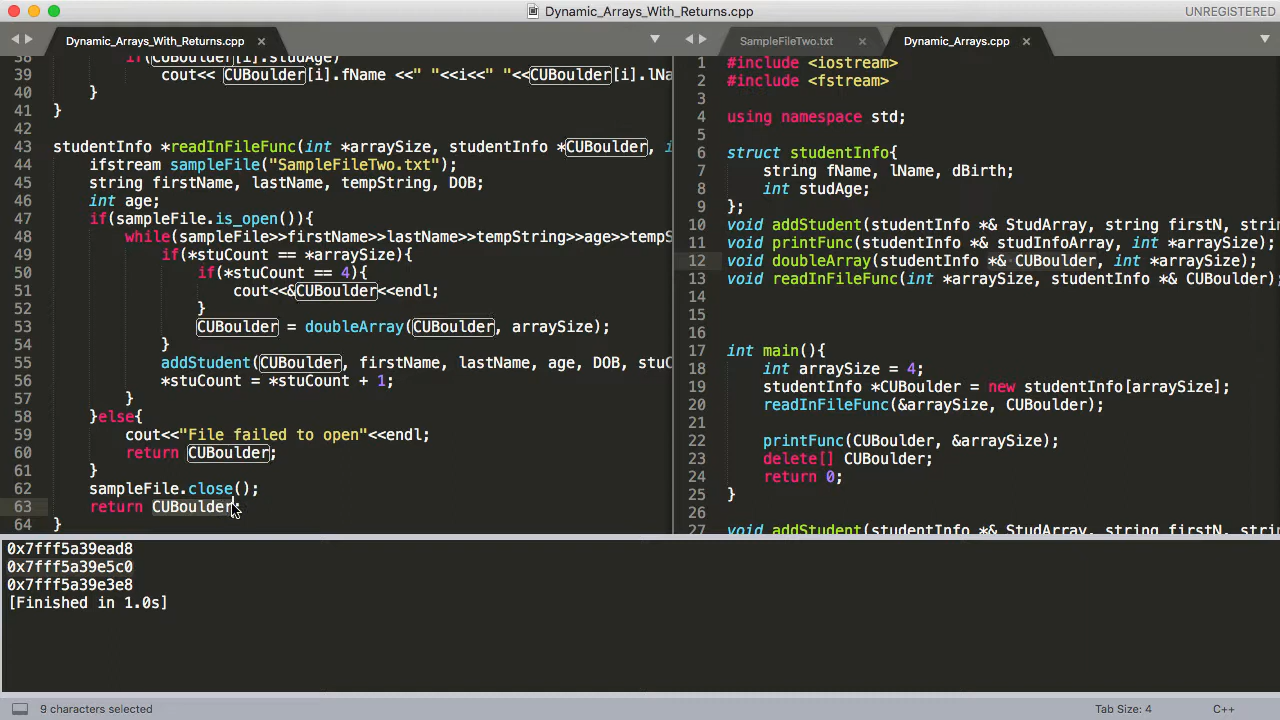 Dynamic_Arrays_With_Returns.cpp
UNREGISTERED
Dynamic_Arrays_With_Returns.cpp ×
SampleFileTwo.txt × Dynamic_Arrays.cpp ×
38 if(CUBoulder[i].studAge)
39 cout<< CUBoulder[i].fName <<" "<<i<<" "<<CUBoulder[i].lNa
40 }
41 }
42
43 studentInfo *readInFileFunc(int *arraySize, studentInfo *CUBoulder, i
44 ifstream sampleFile("SampleFileTwo.txt");
45 string firstName, lastName, tempString, DOB;
46 int age;
47 if(sampleFile.is_open()){
48 while(sampleFile>>firstName>>lastName>>tempString>>age>>tempS
49 if(*stuCount == *arraySize){
50 if(*stuCount == 4){
51 cout<<&CUBoulder<<endl;
52 }
53 CUBoulder = doubleArray(CUBoulder, arraySize);
54 }
55 addStudent(CUBoulder, firstName, lastName, age, DOB, stuC
56 *stuCount = *stuCount + 1;
57 }
58 }else{
59 cout<<"File failed to open"<<endl;
60 return CUBoulder;
61 }
62 sampleFile.close();
63 return CUBoulder;
64 }
1 #include <iostream>
2 #include <fstream>
3
4 using namespace std;
5
6 struct studentInfo{
7 string fName, lName, dBirth;
8 int studAge;
9 };
10 void addStudent(studentInfo *& StudArray, string firstN, strin
11 void printFunc(studentInfo *& studInfoArray, int *arraySize);
12 void doubleArray(studentInfo *& CUBoulder, int *arraySize);
13 void readInFileFunc(int *arraySize, studentInfo *& CUBoulder);
14
15
16
17 int main(){
18 int arraySize = 4;
19 studentInfo *CUBoulder = new studentInfo[arraySize];
20 readInFileFunc(&arraySize, CUBoulder);
21
22 printFunc(CUBoulder, &arraySize);
23 delete[] CUBoulder;
24 return 0;
25 }
26
27 void addStudent(studentInfo *& StudArray, string firstN, strin
0x7fff5a39ead8
0x7fff5a39e5c0
0x7fff5a39e3e8
[Finished in 1.0s]
9 characters selected
Tab Size: 4
C++